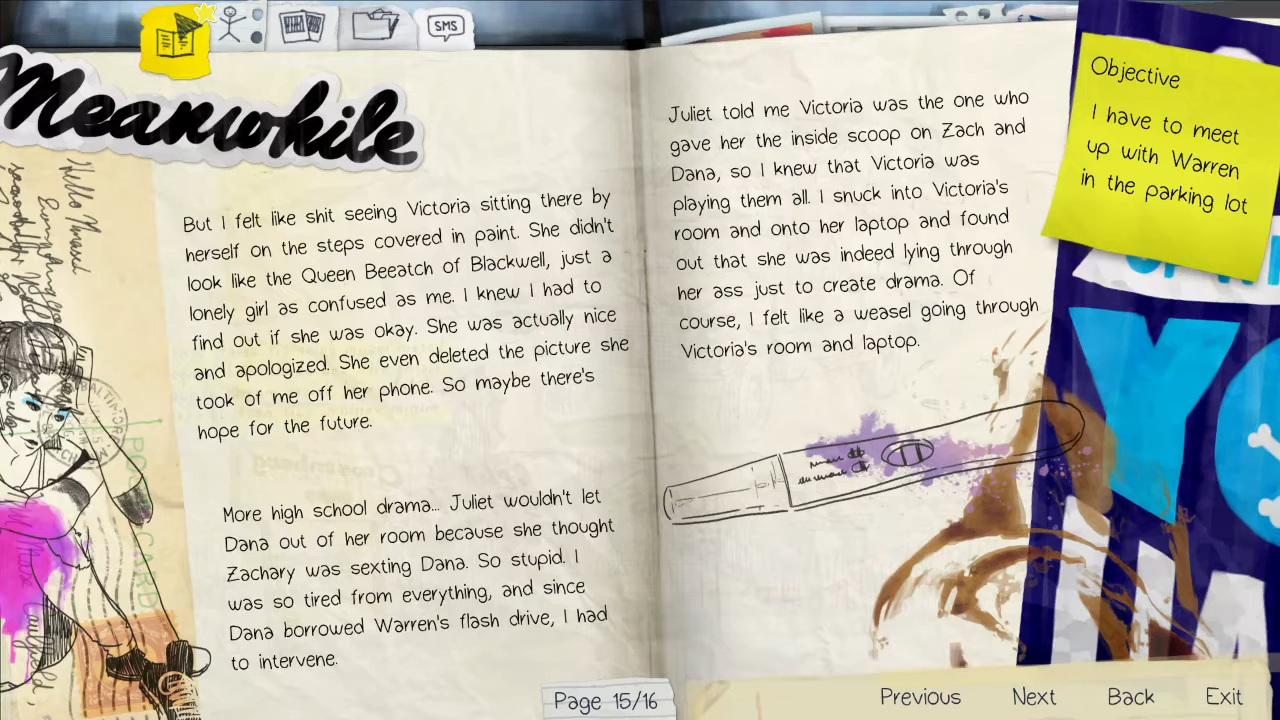 SMS
Meanwhile
But I felt like shit seeing Victoria sitting there by
herself on the steps covered in paint. She didn't
look like the Queen Beeatch of Blackwell, just a
lonely girl as confused as me. I knew I had to
find out if she was okay. She was actually nice
and apologized. She even deleted the picture she
took of me off her phone. So maybe there's
hope for the future.
More high school drama... Juliet wouldn't let
Dana out of her room because she thought
Zachary was sexting Dana. So stupid. I
was so tired from everything, and since
Dana borrowed Warren's flash drive, I had
to intervene.
Juliet told me Victoria was the one who
gave her the inside scoop on Zach and
Dana, so I knew that Victoria was
playing them all. I snuck into Victoria's
room and onto her laptop and found
out that she was indeed lying through
her ass just to create drama. Of
course, I felt like a weasel going through
Victoria's room and laptop.
Objective
I have to meet
up with Warren
in the parking lot
Page 15/16
Previous
Next
Back
Exit